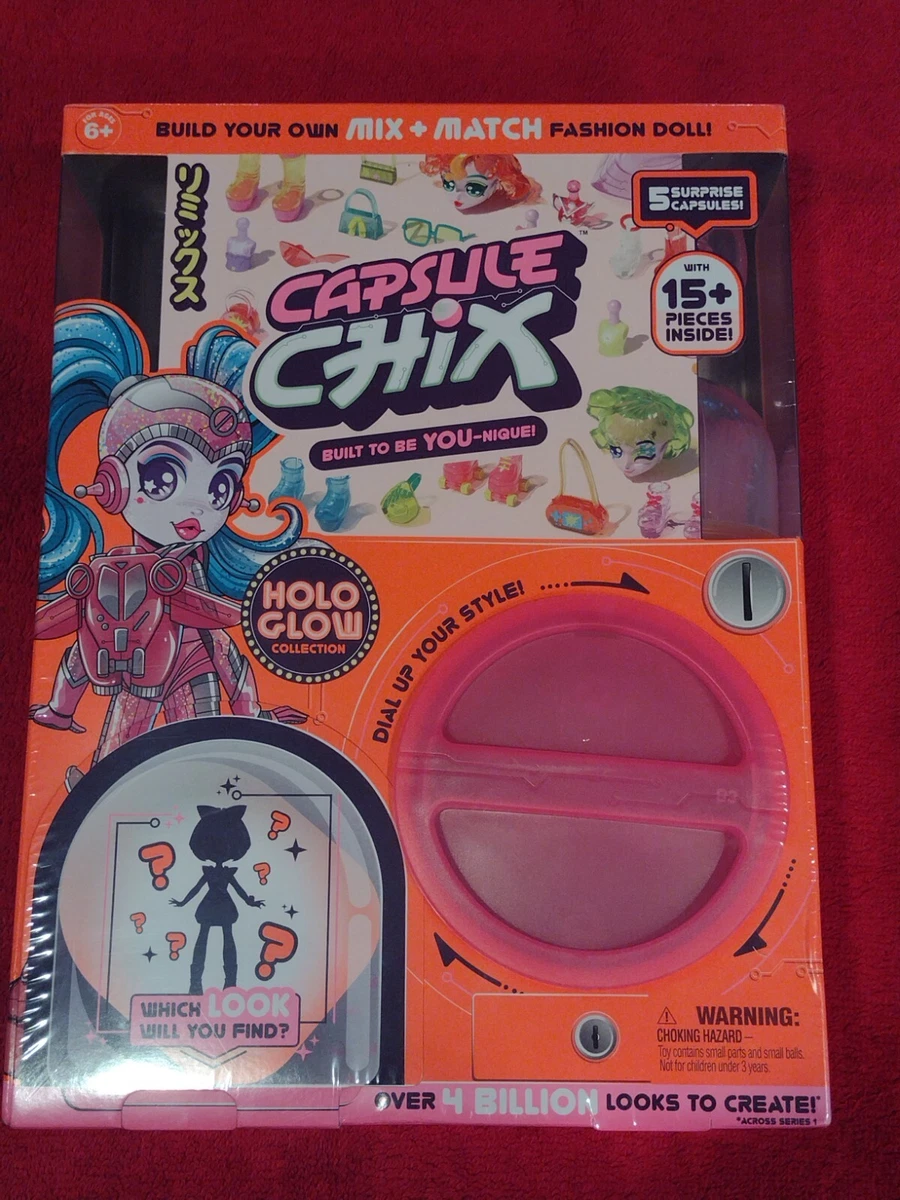 FOR AGES
6+
BUILD YOUR OWN MIX + MATCH FASHION DOLL!
リミックス
5 SURPRISE
CAPSULES!
WITH
15+
PIECES
INSIDE!
CAPSULE™
CHiX
BUILT TO BE YOU-NIQUE!
HOLO
GLOW
COLLECTION
DIAL UP YOUR STYLE!
93
? ? ? ? ? ?
WHICH LOOK
WILL YOU FIND?
⚠ WARNING:
CHOKING HAZARD —
Toy contains small parts and small balls.
Not for children under 3 years.
OVER 4 BILLION LOOKS TO CREATE!*
*ACROSS SERIES 1